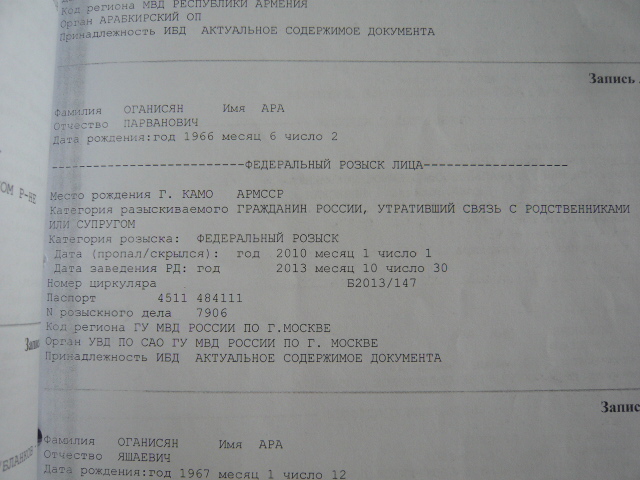 Код региона МВД РЕСПУБЛИКИ АРМЕНИЯ
Орган АРАБКИРСКИЙ ОП
Принадлежность ИБД АКТУАЛЬНОЕ СОДЕРЖИМОЕ ДОКУМЕНТА
Запись
Фамилия ОГАНИСЯН Имя АРА
Отчество ПАРВАНОВИЧ
Дата рождения:год 1966 месяц 6 число 2
----------------------------ФЕДЕРАЛЬНЫЙ РОЗЫСК ЛИЦА---------------------
Место рождения Г. КАМО АРМССР
Категория разыскиваемого ГРАЖДАНИН РОССИИ, УТРАТИВШИЙ СВЯЗЬ С РОДСТВЕННИКАМИ
ИЛИ СУПРУГОМ
Категория розыска: ФЕДЕРАЛЬНЫЙ РОЗЫСК
Дата (пропал/скрылся): год 2010 месяц 1 число 1
Дата заведения РД: год 2013 месяц 10 число 30
Номер циркуляра Б2013/147
Паспорт 4511 484111
N розыскного дела 7906
Код региона ГУ МВД РОССИИ ПО Г.МОСКВЕ
Орган УВД ПО САО ГУ МВД РОССИИ ПО Г. МОСКВЕ
Принадлежность ИБД АКТУАЛЬНОЕ СОДЕРЖИМОЕ ДОКУМЕНТА
Запис
Фамилия ОГАНИСЯН Имя АРА
Отчество ЯШАЕВИЧ
Дата рождения:год 1967 месяц 1 число 12
ОМ Р-НЕ
Запис
БЛАНКОВ